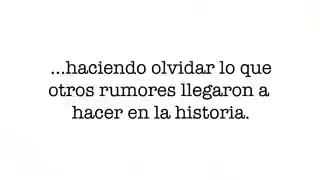 ...haciendo olvidar lo que
otros rumores llegaron a
hacer en la historia.